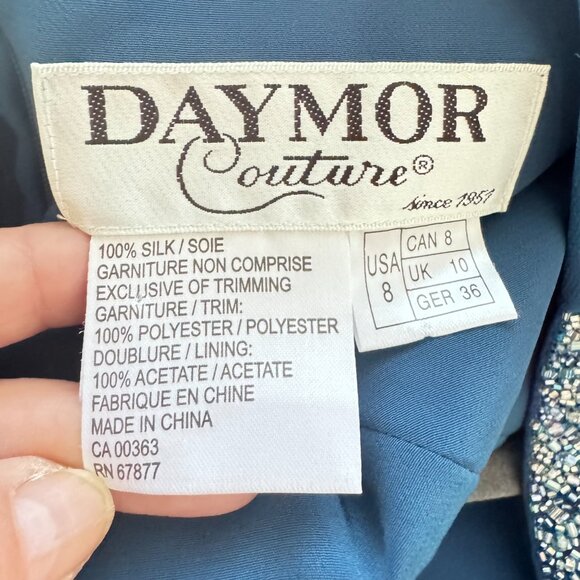 DAYMOR
Couture®
since 1951
100% SILK / SOIE
GARNITURE NON COMPRISE
EXCLUSIVE OF TRIMMING
GARNITURE / TRIM:
100% POLYESTER / POLYESTER
DOUBLURE / LINING:
100% ACETATE / ACETATE
FABRIQUE EN CHINE
MADE IN CHINA
CA 00363
RN 67877
USA 8
CAN 8
UK 10
GER 36